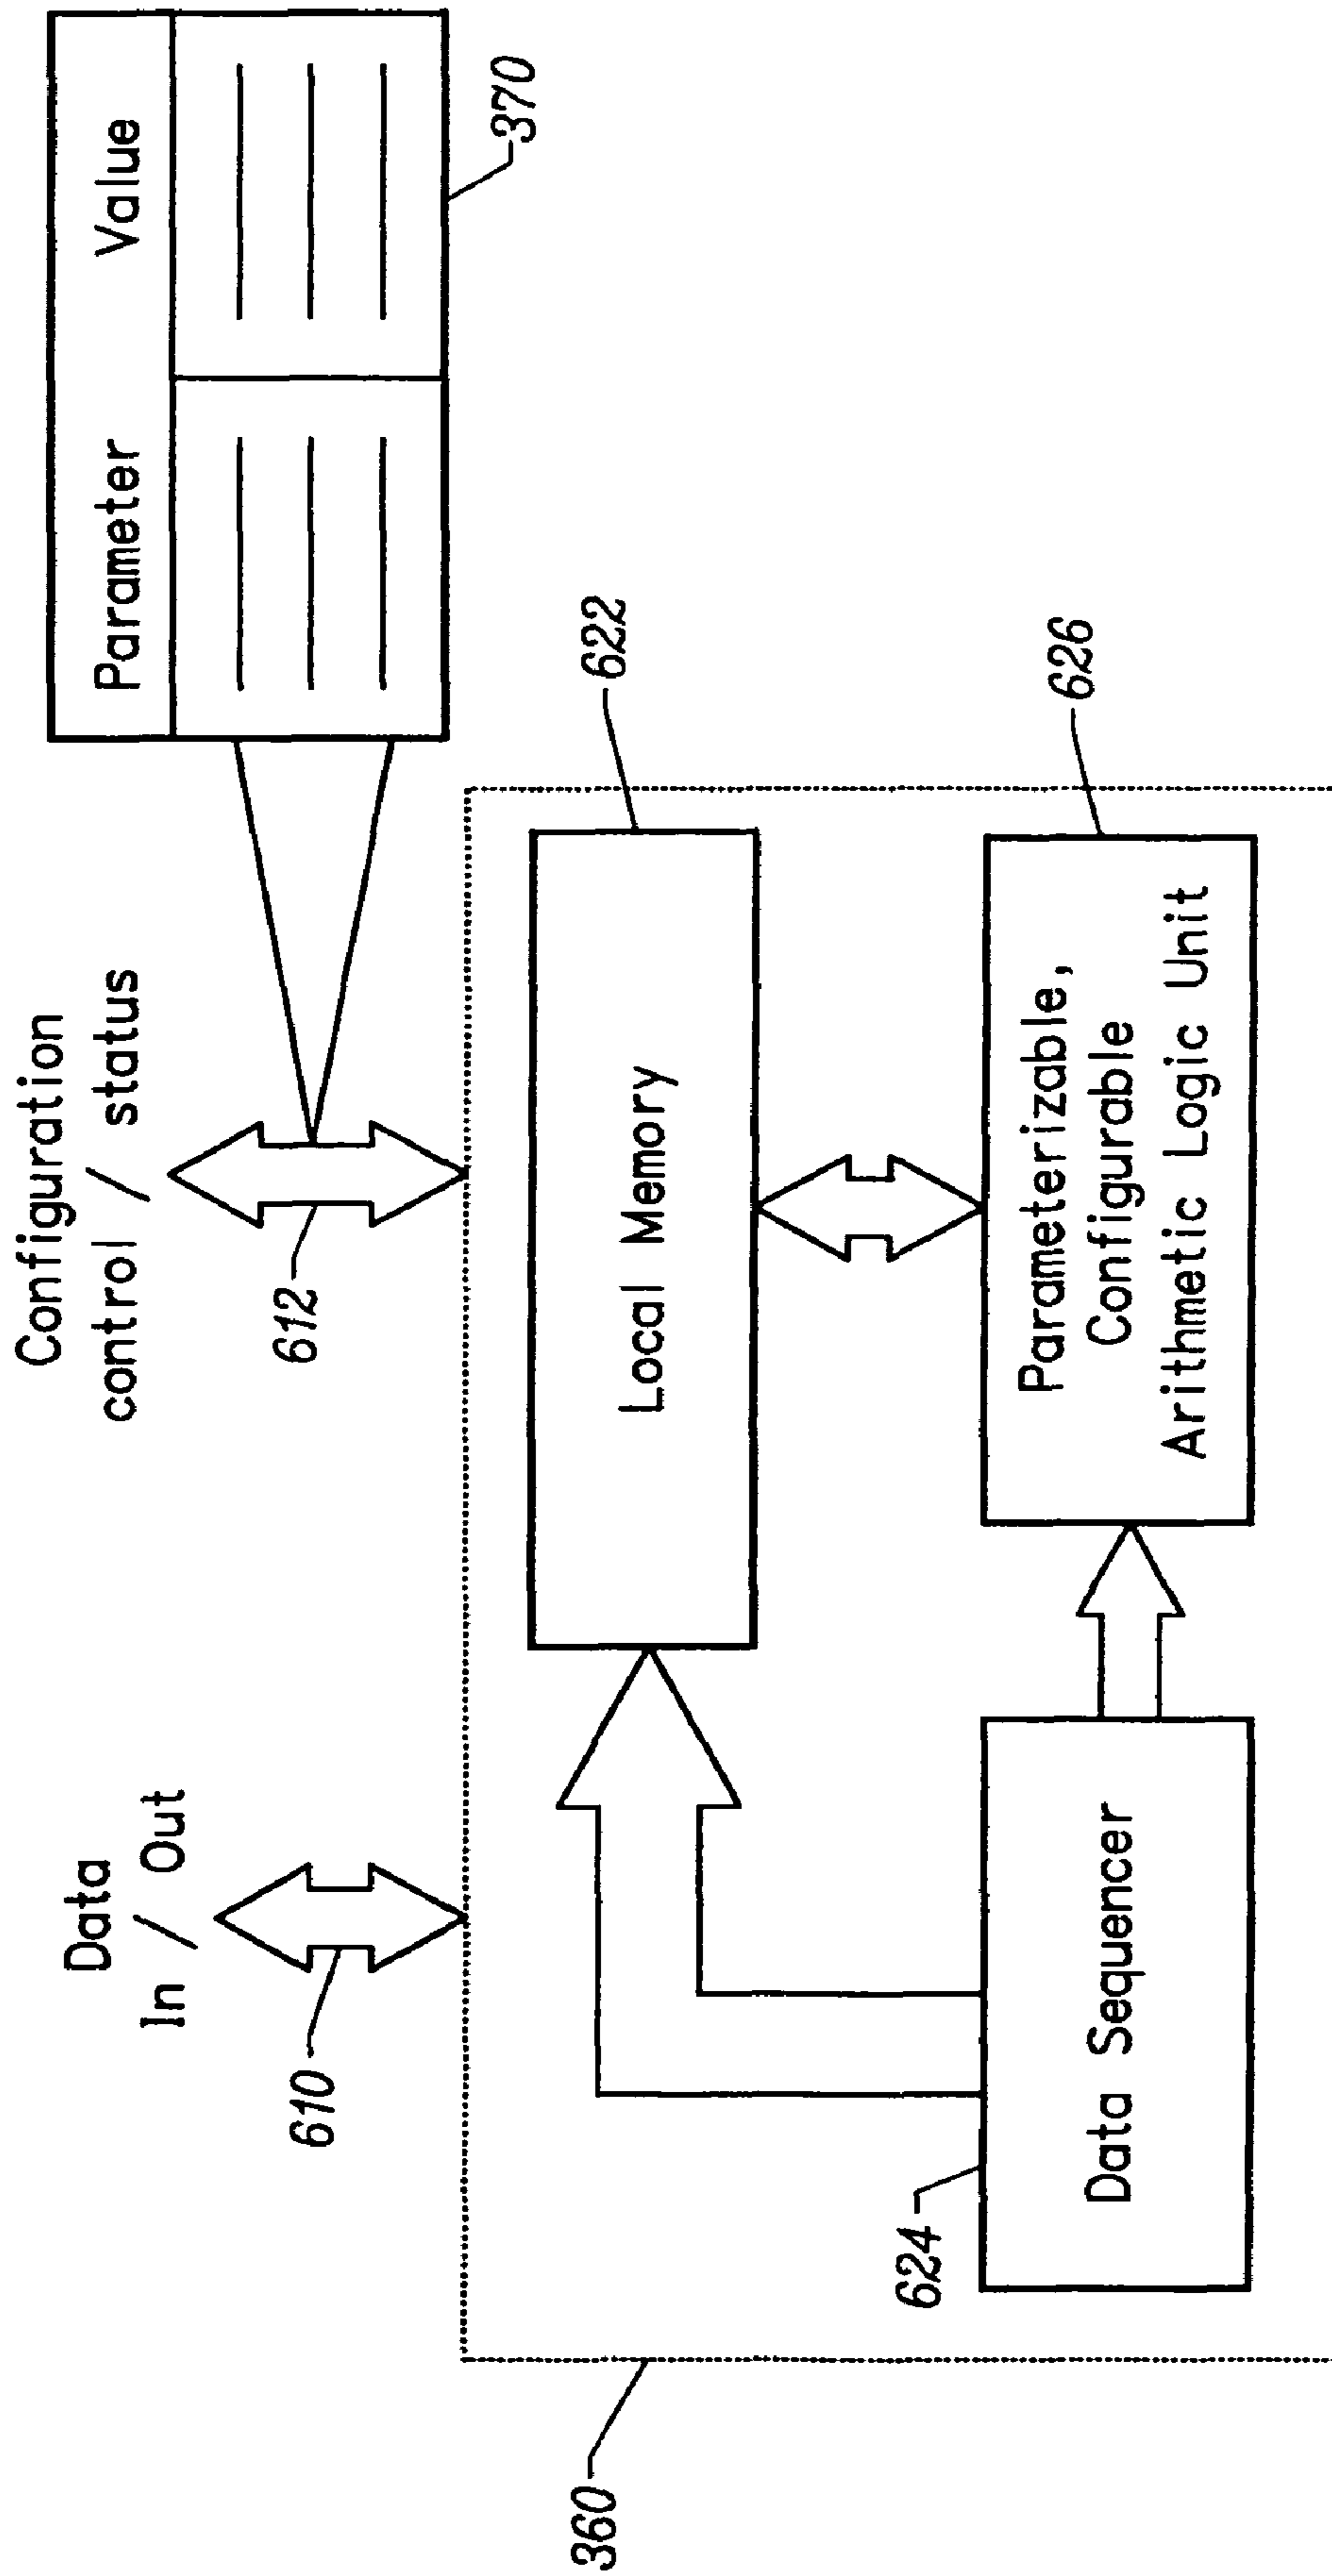 Data
In / Out
610
Configuration
control / status
612
Parameter Value
370
360
Local Memory
622
624
Data Sequencer
Parameterizable,
Configurable
Arithmetic Logic Unit
626